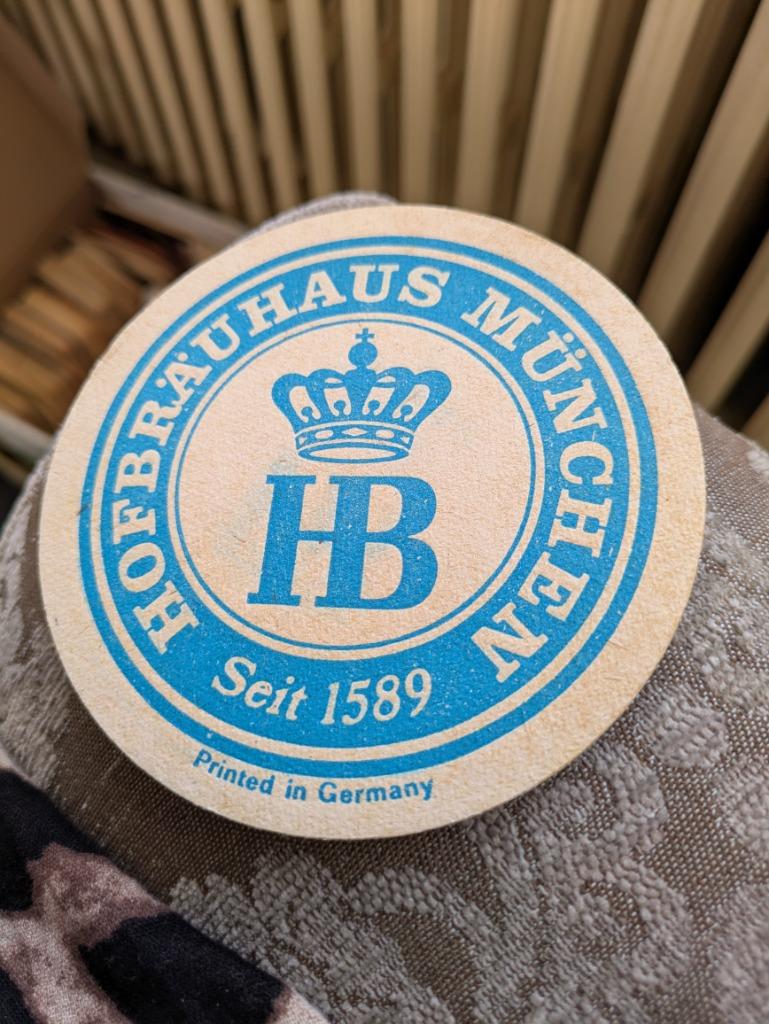 HOFBRÄUHAUS MÜNCHEN
HB
Seit 1589
Printed in Germany